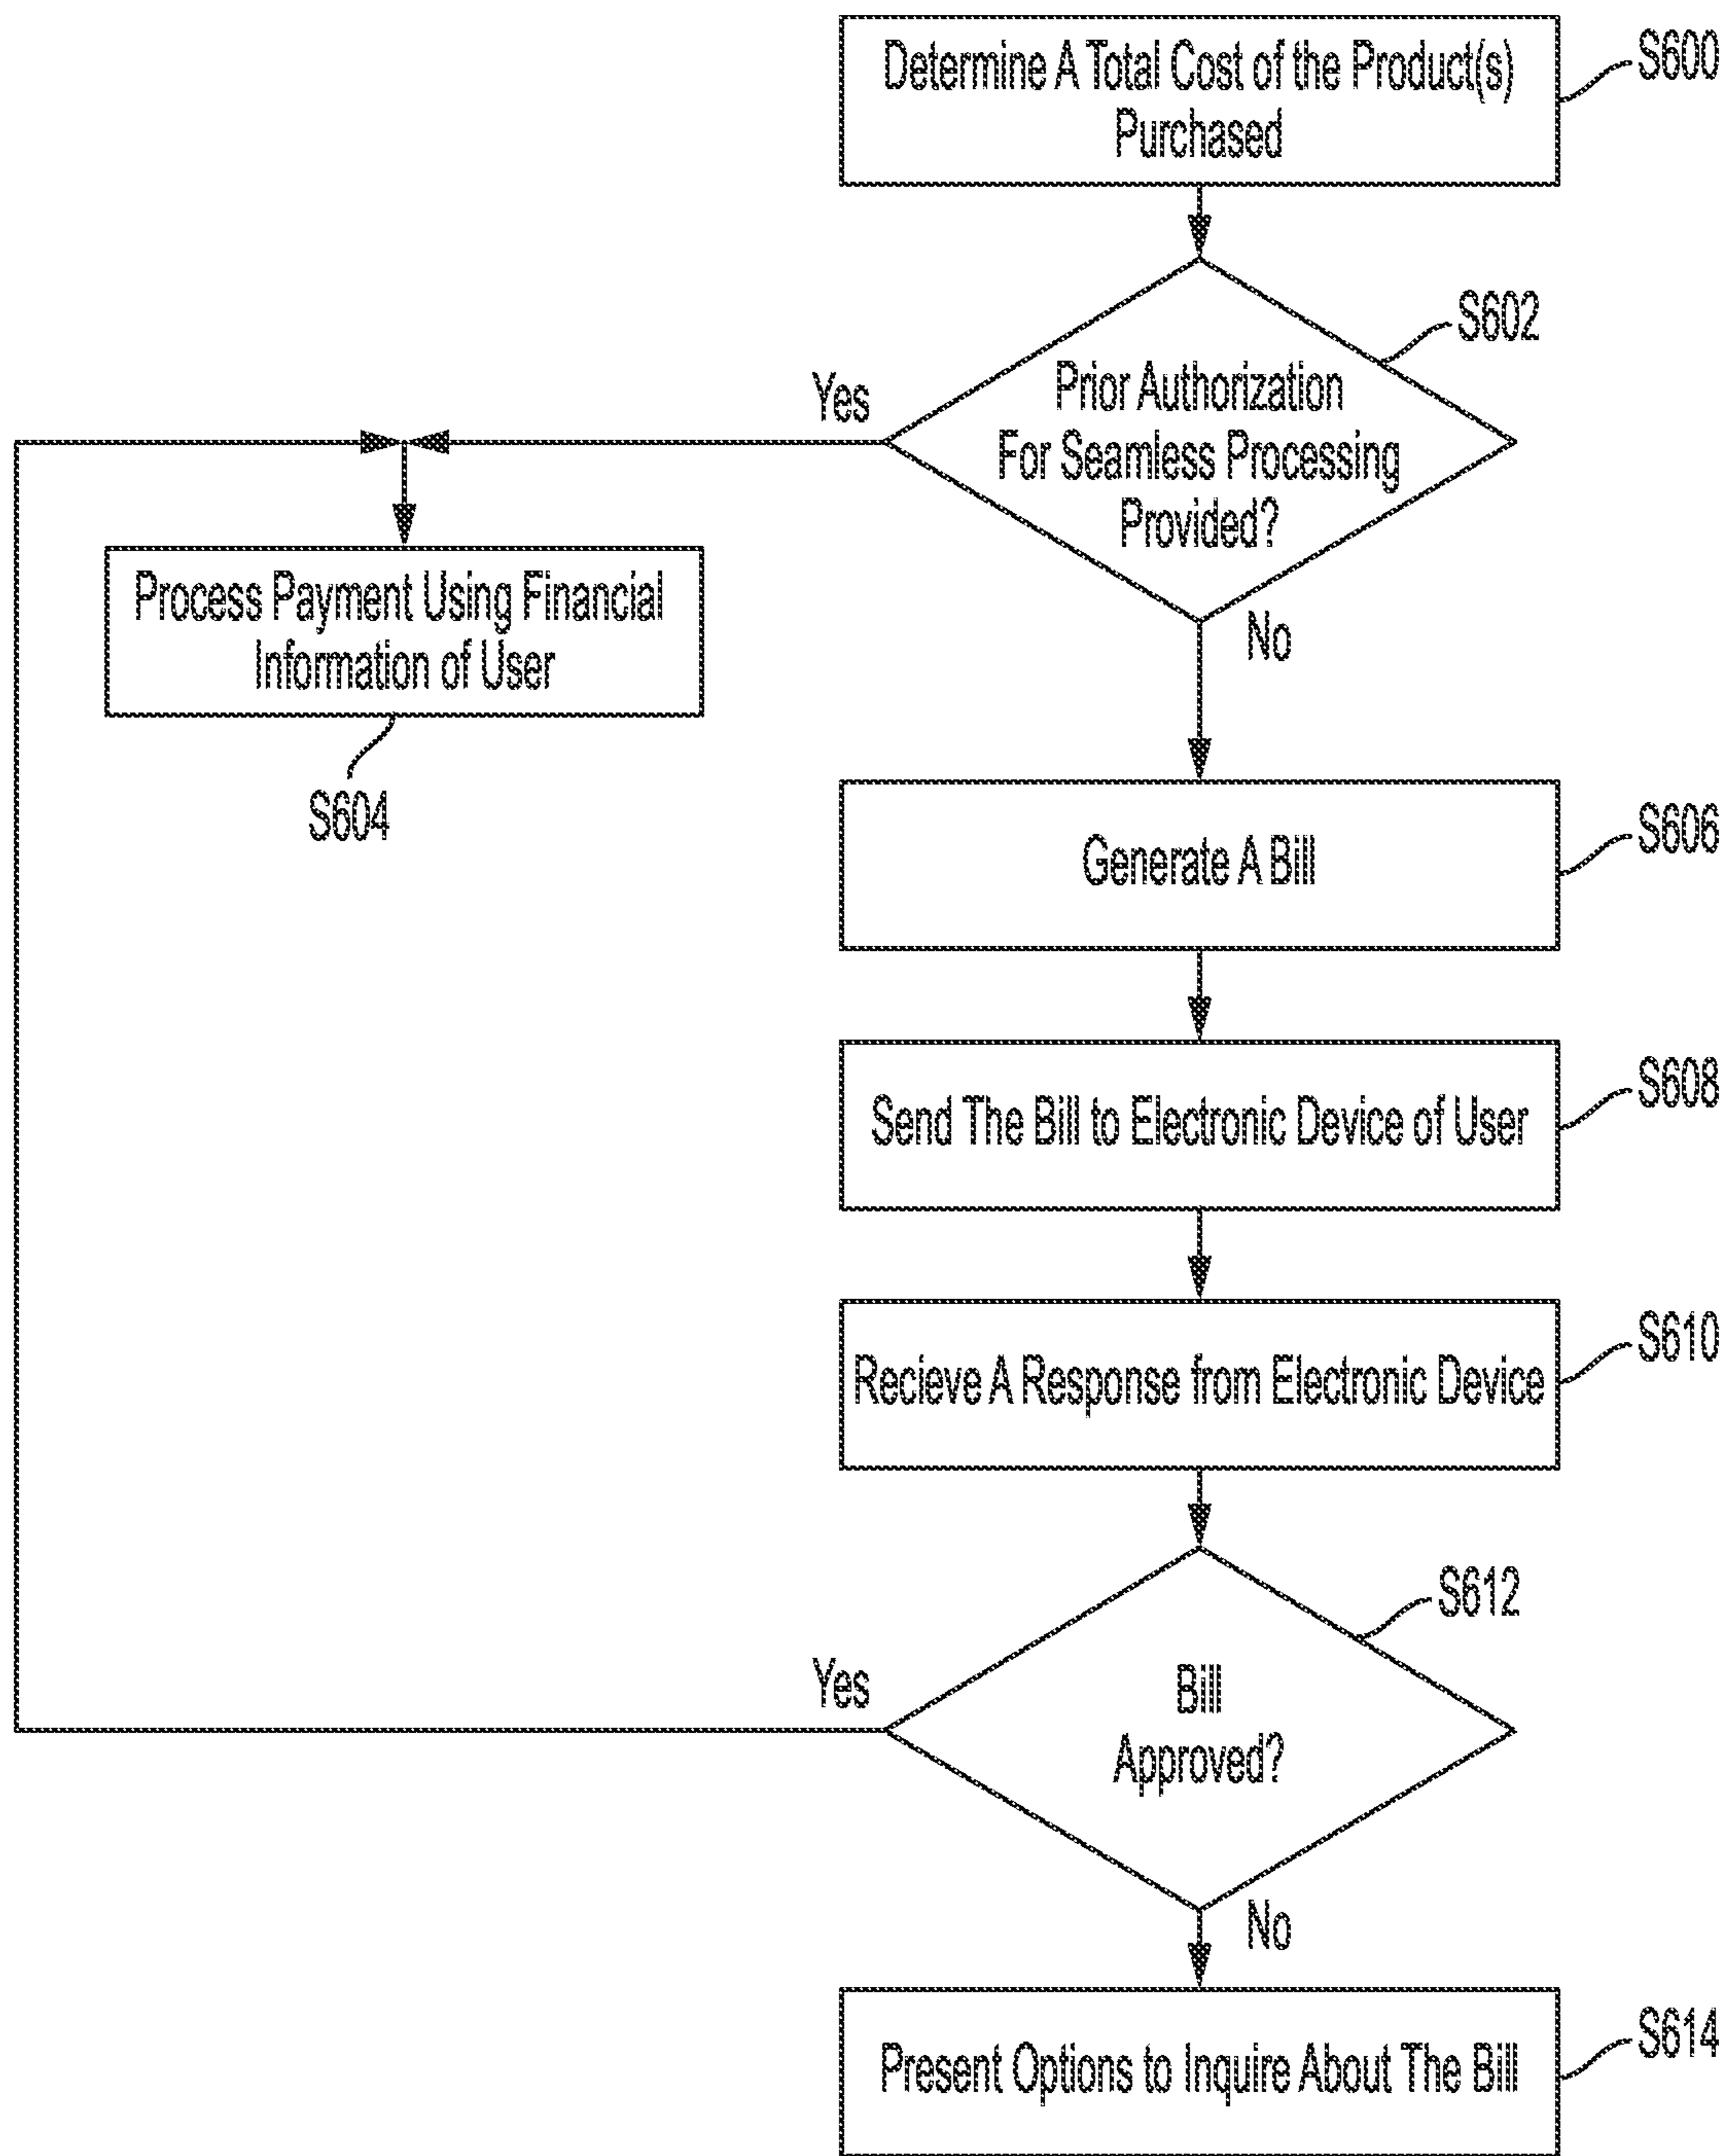 Determine A Total Cost of the Product(s)
Purchased
S600
S602
Prior Authorization
For Seamless Processing
Provided?
Yes
No
Process Payment Using Financial
Information of User
S604
Generate A Bill
S606
Send The Bill to Electronic Device of User
S608
Recieve A Response from Electronic Device
S610
S612
Bill
Approved?
Yes
No
Present Options to Inquire About The Bill
S614